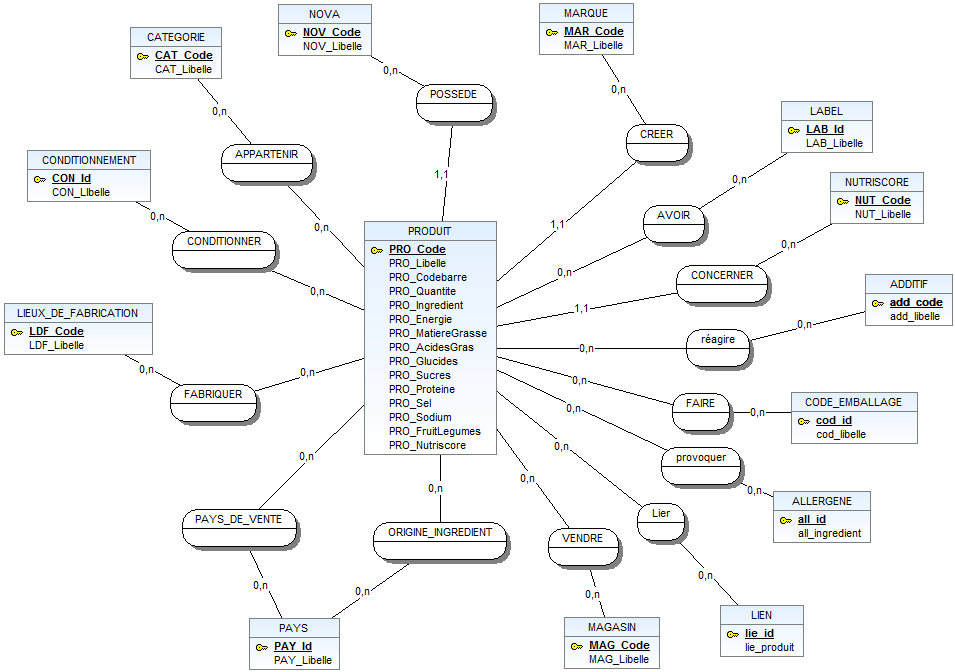 NOVA
NOV_Code
NOV_Libelle
MARQUE
MAR_Code
MAR_Libelle
CATEGORIE
CAT_Code
CAT_Libelle
0,n
0,n
POSSEDE
0,n
LABEL
LAB_Id
LAB_Libelle
0,n
CREER
CONDITIONNEMENT
CON_Id
CON_LIbelle
APPARTENIR
1,1
0,n
NUTRISCORE
NUT_Code
NUT_Libelle
0,n
AVOIR
0,n
1,1
CONDITIONNER
0,n
0,n
CONCERNER
0,n
0,n
1,1
PRODUIT
PRO_Code
PRO_Libelle
PRO_Codebarre
PRO_Quantite
PRO_Ingredient
PRO_Energie
PRO_MatiereGrasse
PRO_AcidesGras
PRO_Glucides
PRO_Sucres
PRO_Proteine
PRO_Sel
PRO_Sodium
PRO_FruitLegumes
PRO_Nutriscore
ADDITIF
add_code
add_libelle
LIEUX_DE_FABRICATION
LDF_Code
LDF_Libelle
0,n
réagire
0,n
0,n
FABRIQUER
0,n
0,n
FAIRE
0,n
CODE_EMBALLAGE
cod_id
cod_libelle
0,n
provoquer
0,n
ALLERGENE
all_id
all_ingredient
0,n
0,n
0,n
0,n
PAYS_DE_VENTE
ORIGINE_INGREDIENT
VENDRE
Lier
0,n
0,n
0,n
0,n
PAYS
PAY_Id
PAY_Libelle
MAGASIN
MAG_Code
MAG_Libelle
LIEN
lie_id
lie_produit